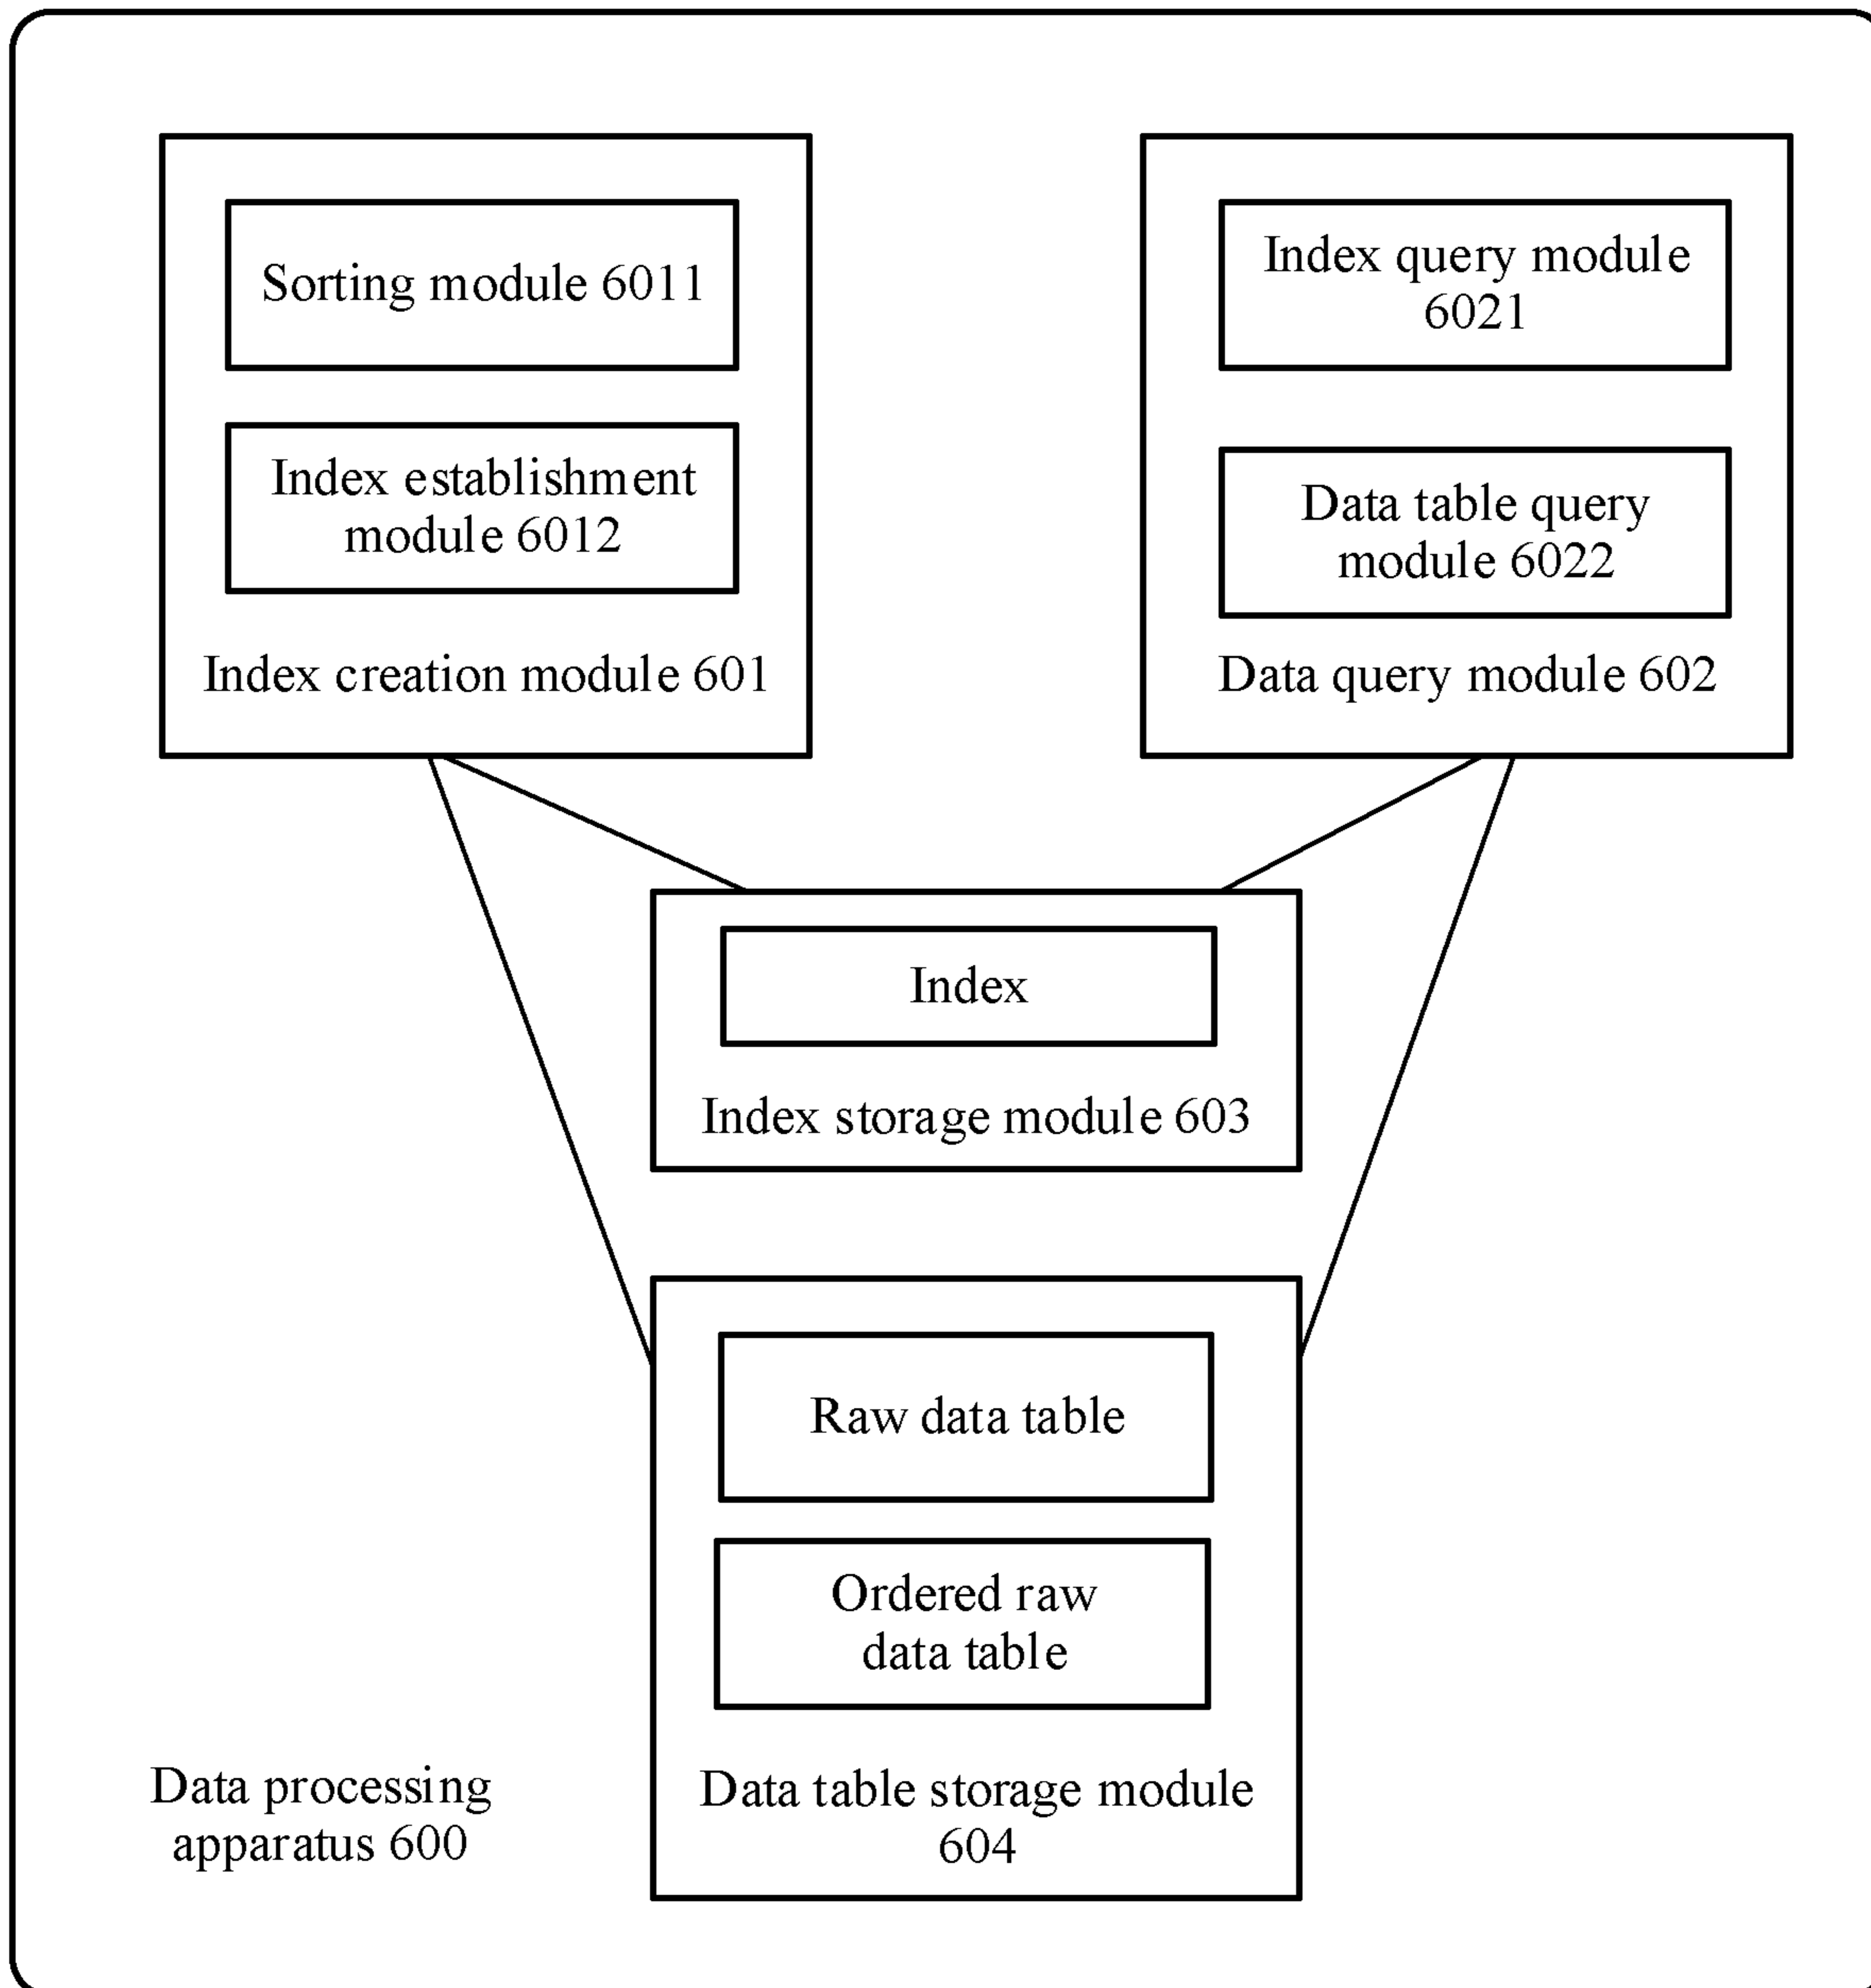 Sorting module 6011
Index establishment
module 6012
Index creation module 601
Index query module
6021
Data table query
module 6022
Data query module 602
Index
Index storage module 603
Raw data table
Ordered raw
data table
Data table storage module
604
Data processing
apparatus 600